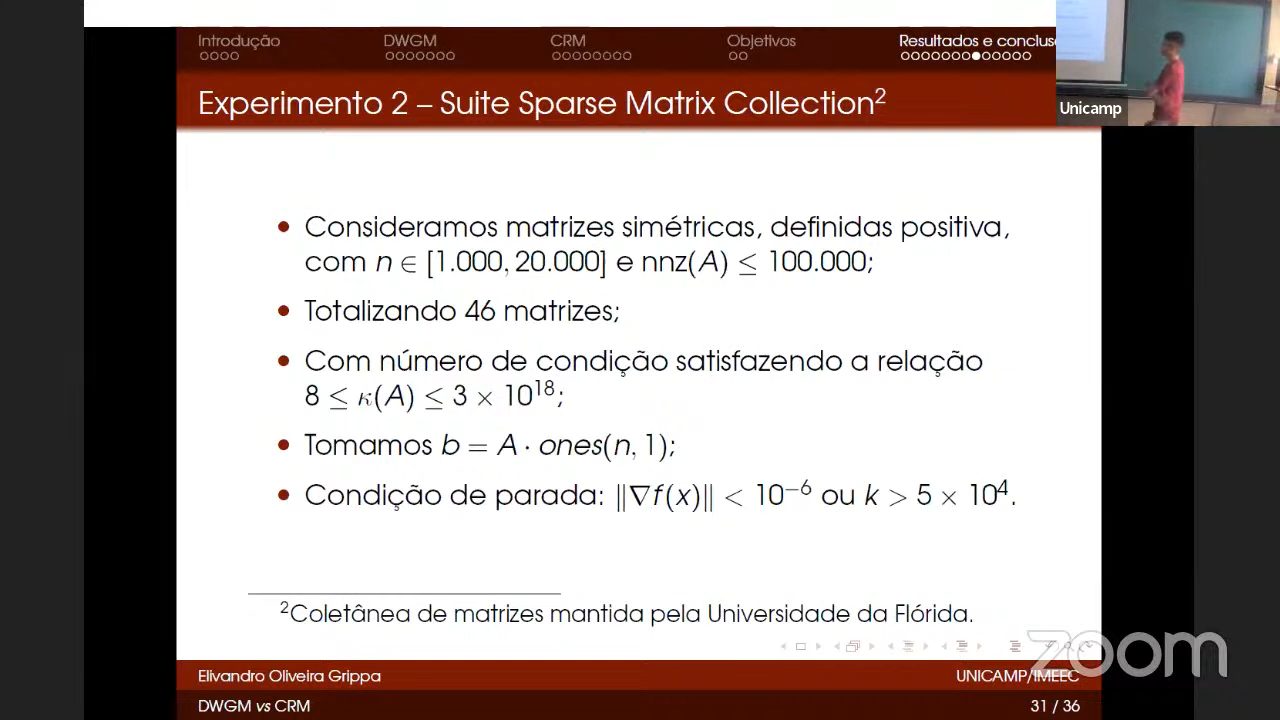 Introdução DWGM CRM Objetivos Resultados e conclus
Experimento 2 – Suite Sparse Matrix Collection²
Unicamp
• Consideramos matrizes simétricas, definidas positiva,
com n ∈ [1.000, 20.000] e nnz(A) ≤ 100.000;
• Totalizando 46 matrizes;
• Com número de condição satisfazendo a relação
8 ≤ κ(A) ≤ 3 × 10¹⁸;
• Tomamos b = A · ones(n, 1);
• Condição de parada: ‖∇f(x)‖ < 10⁻⁶ ou k > 5 × 10⁴.
²Coletânea de matrizes mantida pela Universidade da Flórida.
zoom
Elivandro Oliveira Grippa UNICAMP/IMEEC
DWGM vs CRM 31 / 36